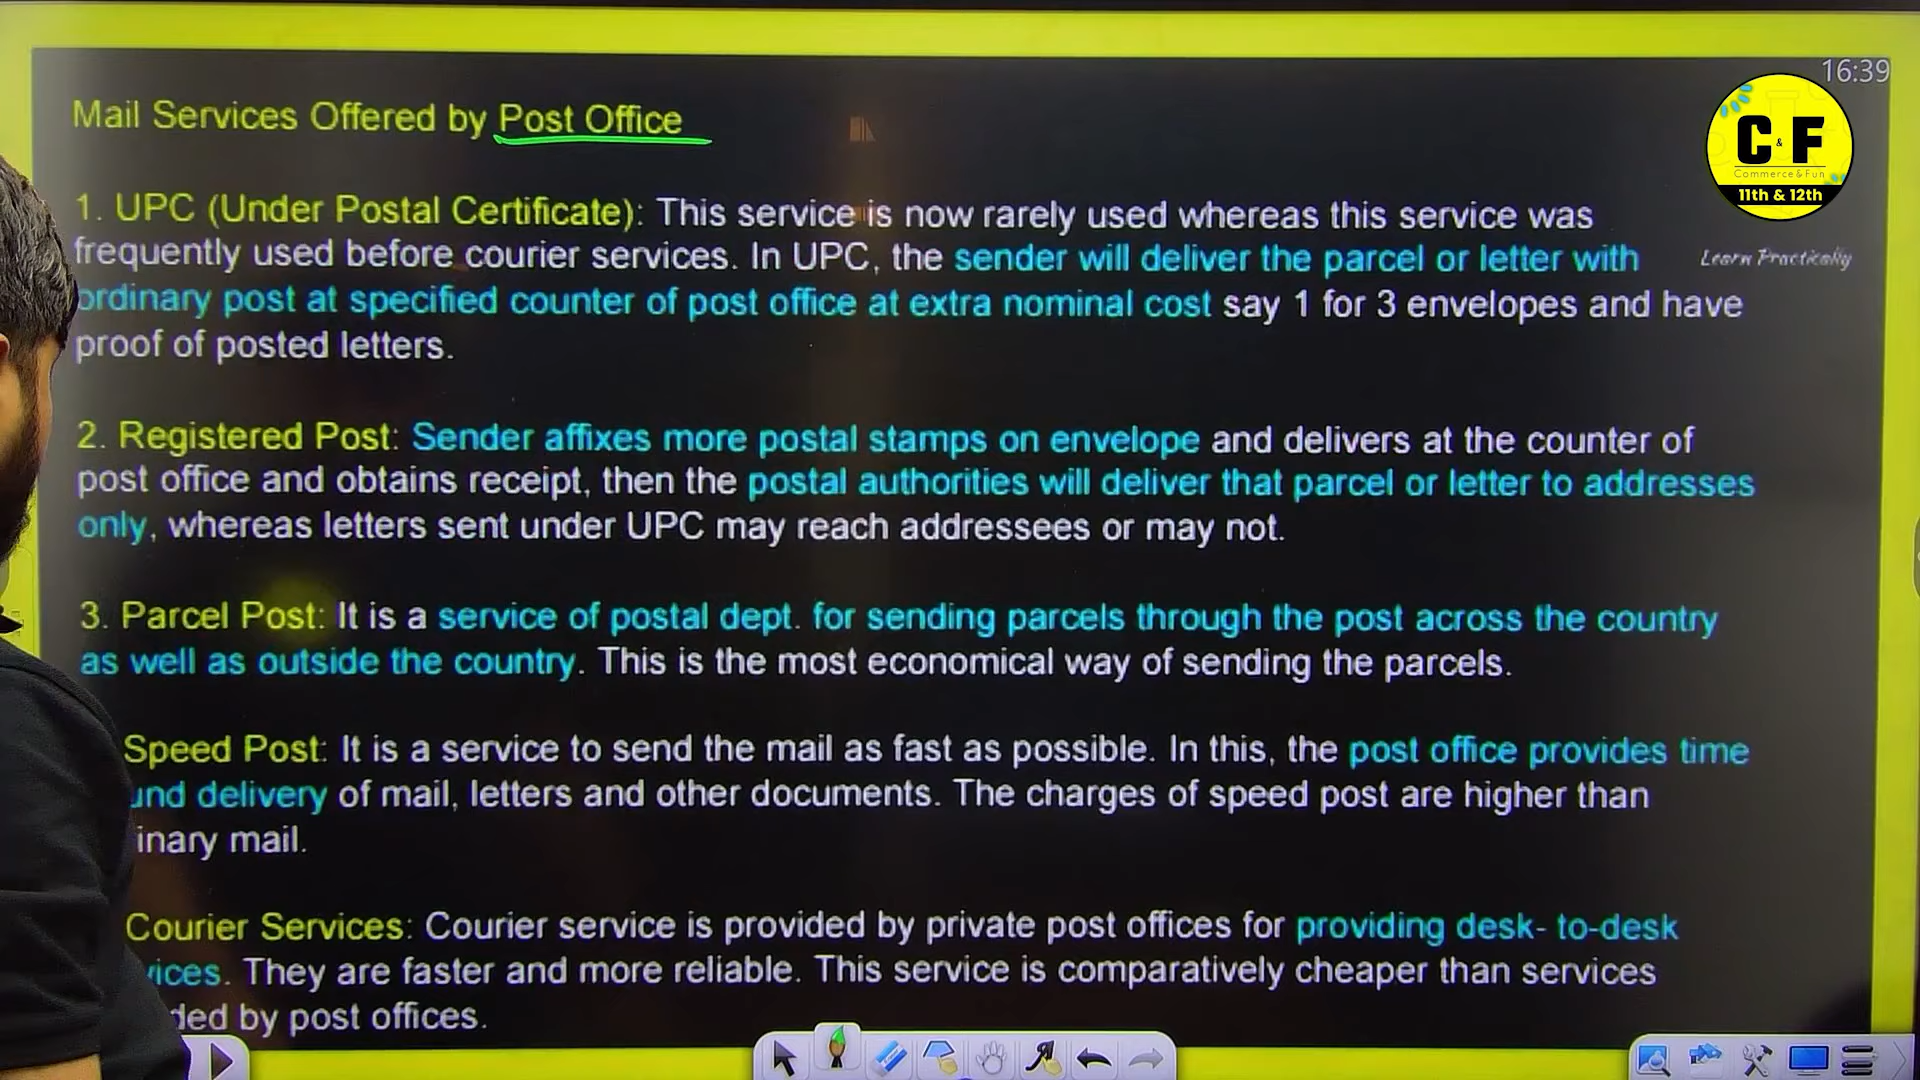 16:39
Mail Services Offered by Post Office
C & F
Commerce & Fun
11th & 12th
Learn Practically
1. UPC (Under Postal Certificate): This service is now rarely used whereas this service was
frequently used before courier services. In UPC, the sender will deliver the parcel or letter with
ordinary post at specified counter of post office at extra nominal cost say 1 for 3 envelopes and have
proof of posted letters.
2. Registered Post: Sender affixes more postal stamps on envelope and delivers at the counter of
post office and obtains receipt, then the postal authorities will deliver that parcel or letter to addresses
only, whereas letters sent under UPC may reach addressees or may not.
3. Parcel Post: It is a service of postal dept. for sending parcels through the post across the country
as well as outside the country. This is the most economical way of sending the parcels.
Speed Post: It is a service to send the mail as fast as possible. In this, the post office provides time
und delivery of mail, letters and other documents. The charges of speed post are higher than
inary mail.
Courier Services: Courier service is provided by private post offices for providing desk- to-desk
vices. They are faster and more reliable. This service is comparatively cheaper than services
ded by post offices.